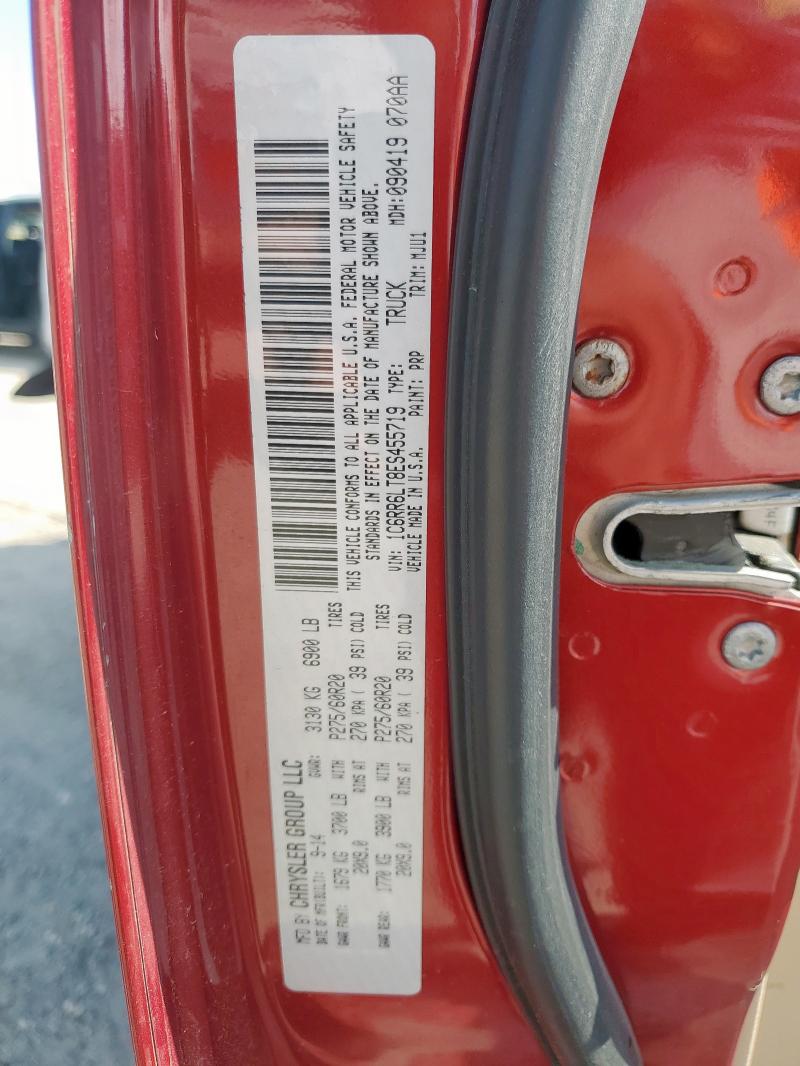 MFD BY CHRYSLER GROUP LLC
DATE OF MFR(BUILT): 9-14 GVWR: 3130 KG 6900 LB
GAWR FRONT: 1679 KG 3700 LB WITH P275/60R20 TIRES
20X9.0 RIMS AT 270 KPA ( 39 PSI) COLD
GAWR REAR: 1770 KG 3900 LB WITH P275/60R20 TIRES
20X9.0 RIMS AT 270 KPA ( 39 PSI) COLD
THIS VEHICLE CONFORMS TO ALL APPLICABLE U.S.A. FEDERAL MOTOR VEHICLE SAFETY
STANDARDS IN EFFECT ON THE DATE OF MANUFACTURE SHOWN ABOVE.
VIN: 1C6RR6LT8ES455719 TYPE: TRUCK MDH:090419 070AA
VEHICLE MADE IN U.S.A. PAINT: PRP TRIM: MJU1